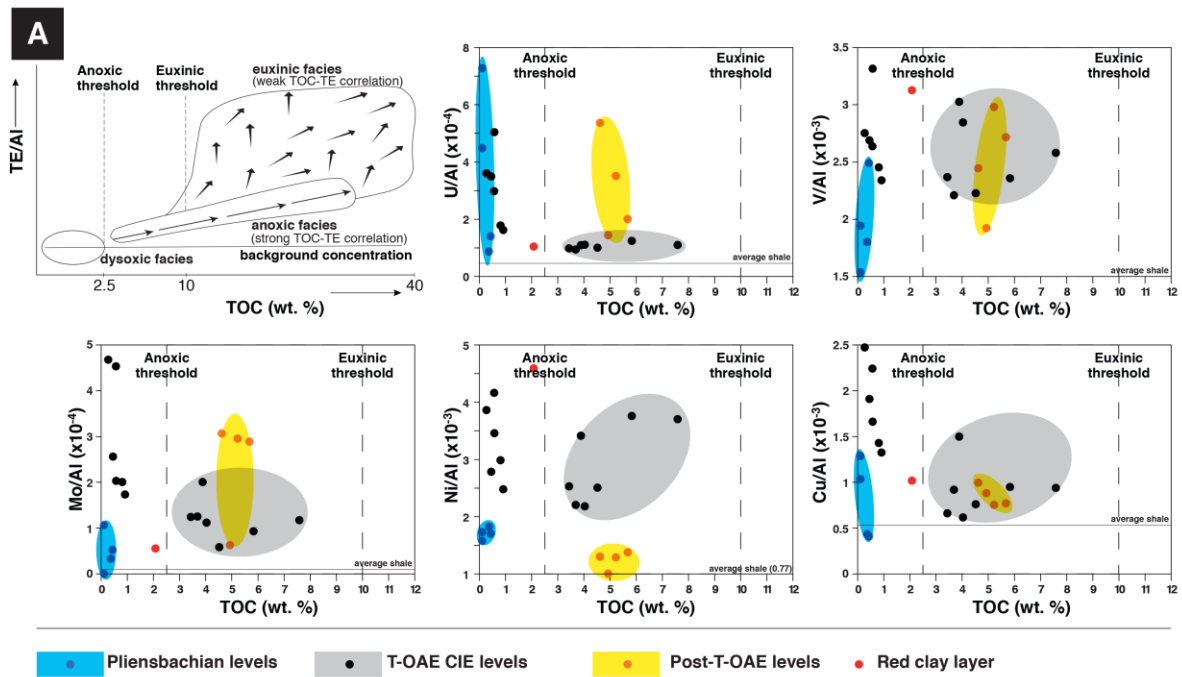 A
TE/Al
Anoxic
threshold
Euxinic
threshold
euxinic facies
(weak TOC-TE correlation)
anoxic facies
(strong TOC-TE correlation)
background concentration
dysoxic facies
2.5
10
40
TOC (wt. %)
U/Al (x10-4)
8
6
4
2
0
Anoxic
threshold
Euxinic
threshold
average shale
0 1 2 3 4 5 6 7 8 9 10 11 12
TOC (wt. %)
V/Al (x10-3)
3.5
3
2.5
2
1.5
Anoxic
threshold
Euxinic
threshold
average shale
0 1 2 3 4 5 6 7 8 9 10 11 12
TOC (wt. %)
Mo/Al (x10-4)
5
4
3
2
1
0
Anoxic
threshold
Euxinic
threshold
average shale
0 1 2 3 4 5 6 7 8 9 10 11 12
TOC (wt. %)
Ni/Al (x10-3)
5
4
3
2
1
Anoxic
threshold
Euxinic
threshold
average shale (0.77)
0 1 2 3 4 5 6 7 8 9 10 11 12
TOC (wt. %)
Cu/Al (x10-3)
2.5
2
1.5
1
0.5
0
Anoxic
threshold
Euxinic
threshold
average shale
0 1 2 3 4 5 6 7 8 9 10 11 12
TOC (wt. %)
Pliensbachian levels
T-OAE CIE levels
Post-T-OAE levels
Red clay layer